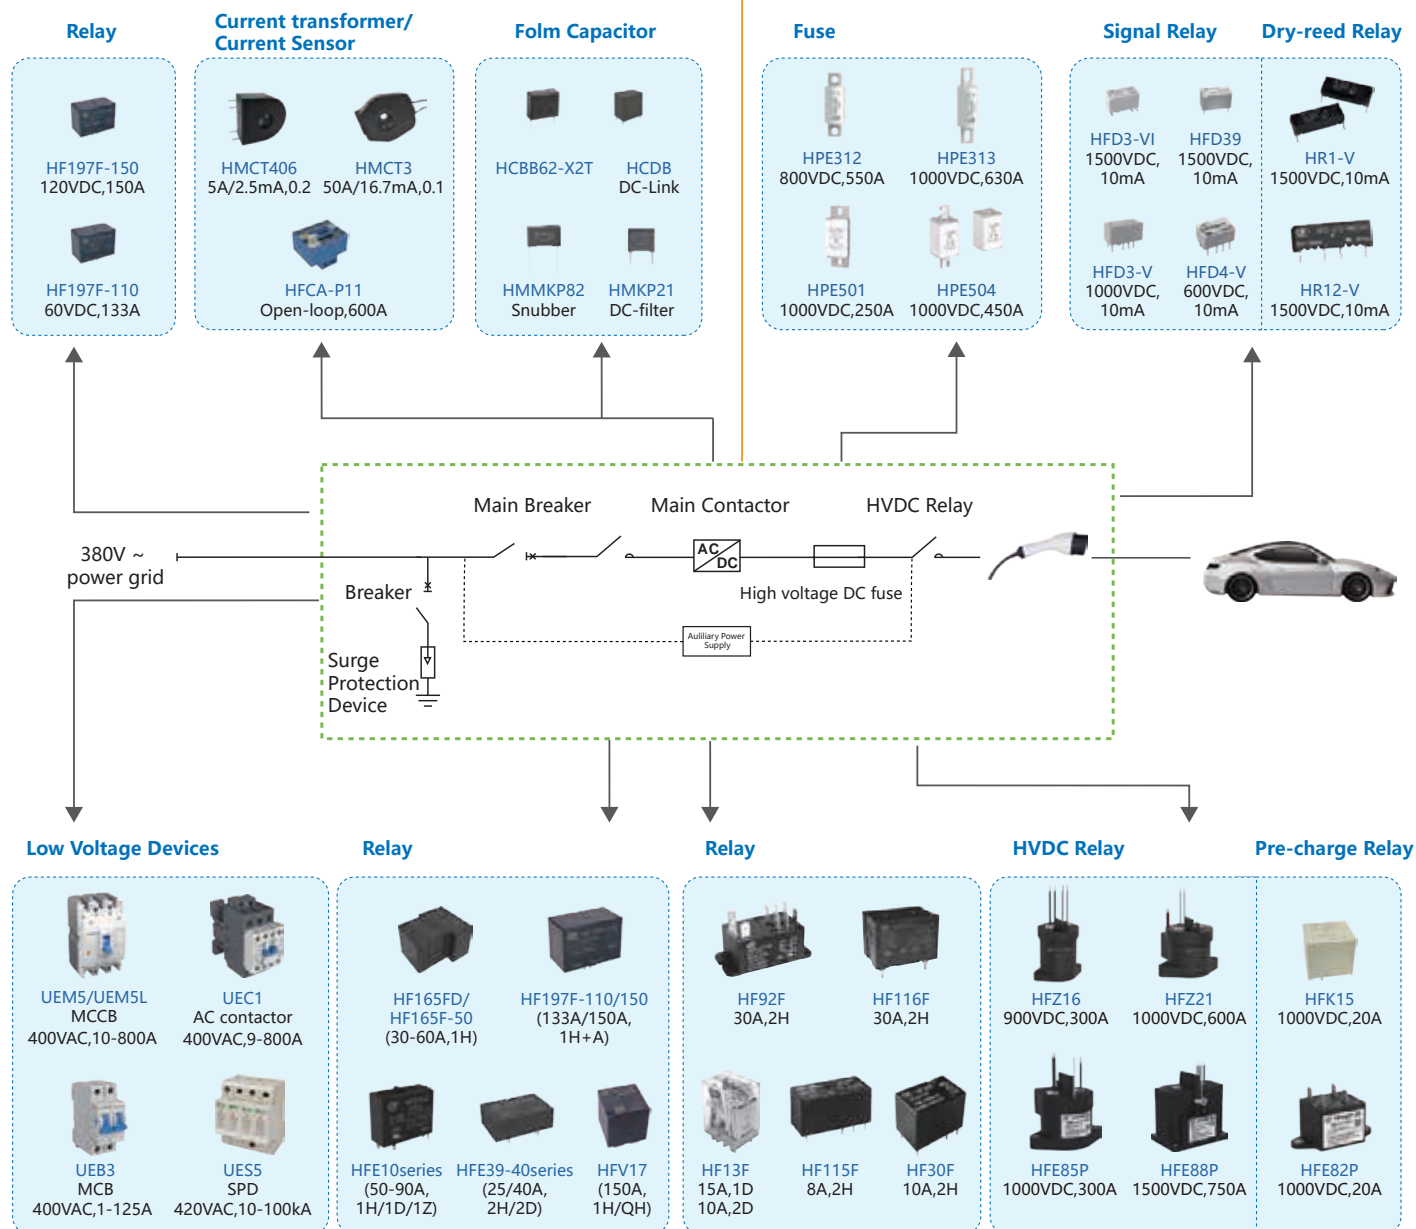 Relay
HF197F-150
120VDC,150A
HF197F-110
60VDC,133A
Current transformer/
Current Sensor
HMCT406
5A/2.5mA,0.2
HMCT3
50A/16.7mA,0.1
HFCA-P11
Open-loop,600A
Folm Capacitor
HCBB62-X2T
HCDB
DC-Link
HMMKP82
Snubber
HMKP21
DC-filter
Fuse
HPE312
800VDC,550A
HPE313
1000VDC,630A
HPE501
1000VDC,250A
HPE504
1000VDC,450A
Signal Relay
HFD3-VI
1500VDC,
10mA
HFD39
1500VDC,
10mA
HFD3-V
1000VDC,
10mA
HFD4-V
600VDC,
10mA
Dry-reed Relay
HR1-V
1500VDC,10mA
HR12-V
1500VDC,10mA
380V ~
power grid
Main Breaker
Main Contactor
HVDC Relay
AC
DC
High voltage DC fuse
Breaker
Auliliary Power
Supply
Surge
Protection
Device
Low Voltage Devices
UEM5/UEM5L
MCCB
400VAC,10-800A
UEC1
AC contactor
400VAC,9-800A
UEB3
MCB
400VAC,1-125A
UES5
SPD
420VAC,10-100kA
Relay
HF165FD/
HF165F-50
(30-60A,1H)
HF197F-110/150
(133A/150A,
1H+A)
HFE10series
(50-90A,
1H/1D/1Z)
HFE39-40series
(25/40A,
2H/2D)
HFV17
(150A,
1H/QH)
Relay
HF92F
30A,2H
HF116F
30A,2H
HF13F
15A,1D
10A,2D
HF115F
8A,2H
HF30F
10A,2H
HVDC Relay
HFZ16
900VDC,300A
HFZ21
1000VDC,600A
HFE85P
1000VDC,300A
HFE88P
1500VDC,750A
Pre-charge Relay
HFK15
1000VDC,20A
HFE82P
1000VDC,20A